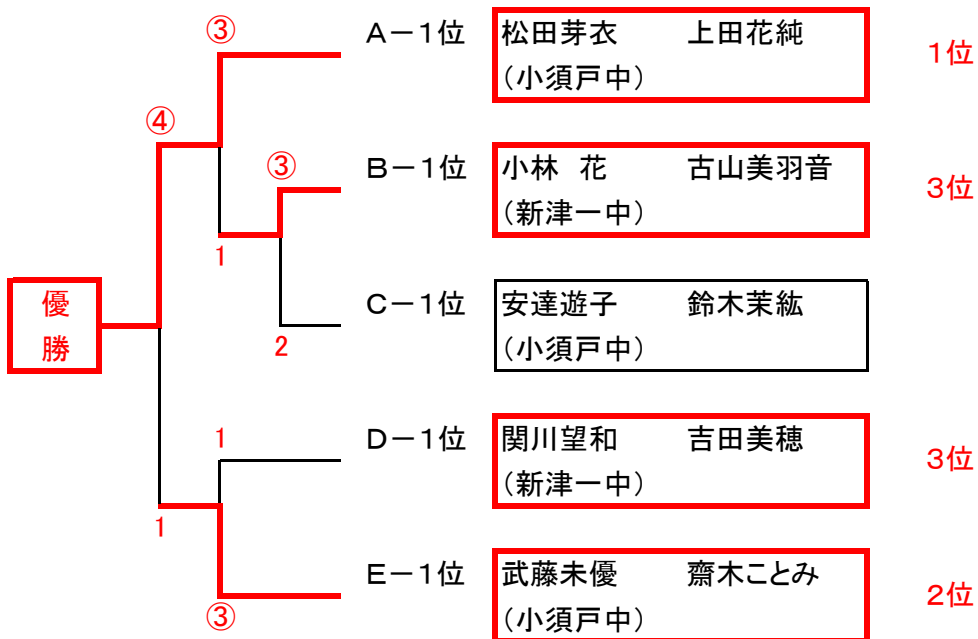 ③
A－1位 松田芽衣 上田花純 1位
(小須戸中)
④
③
B－1位 小林 花 古山美羽音 3位
(新津一中)
1
優
勝
C－1位 安達遊子 鈴木茉紘
(小須戸中)
2
1
D－1位 関川望和 吉田美穂 3位
(新津一中)
1
E－1位 武藤未優 齋木ことみ 2位
(小須戸中)
③